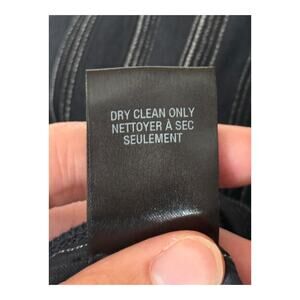 DRY CLEAN ONLY
NETTOYER À SEC
SEULEMENT